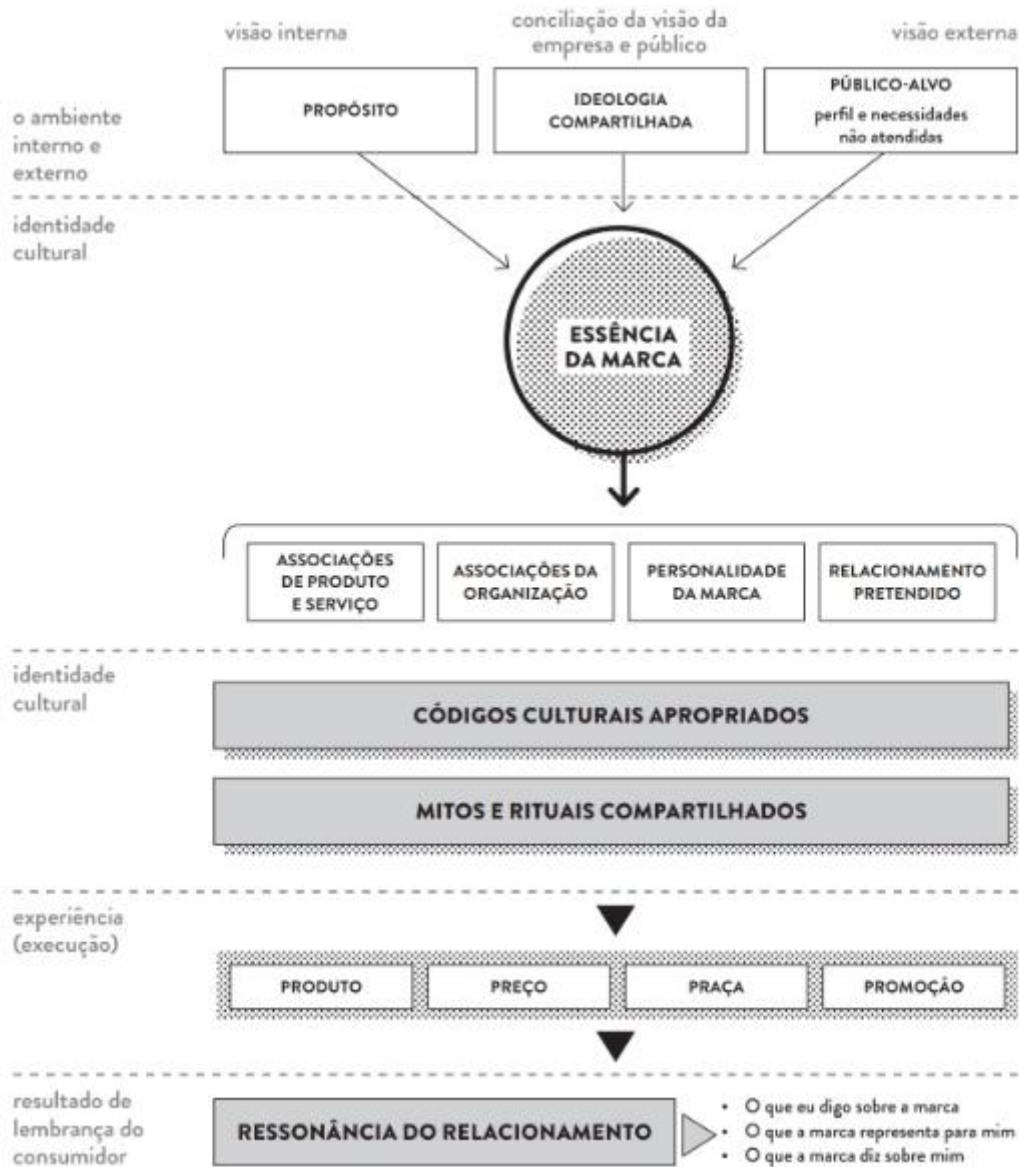 visão interna
conciliação da visão da
empresa e público
visão externa
o ambiente
interno e
externo
PROPÓSITO
IDEOLOGIA
COMPARTILHADA
PÚBLICO-ALVO
perfil e necessidades
não atendidas
identidade
cultural
ESSÊNCIA
DA MARCA
ASSOCIAÇÕES
DE PRODUTO
E SERVIÇO
ASSOCIAÇÕES DA
ORGANIZAÇÃO
PERSONALIDADE
DA MARCA
RELACIONAMENTO
PRETENDIDO
identidade
cultural
CÓDIGOS CULTURAIS APROPRIADOS
MITOS E RITUAIS COMPARTILHADOS
experiência
(execução)
PRODUTO
PREÇO
PRAÇA
PROMOÇÃO
resultado de
lembrança do
consumidor
RESSONÂNCIA DO RELACIONAMENTO
• O que eu digo sobre a marca
• O que a marca representa para mim
• O que a marca diz sobre mim